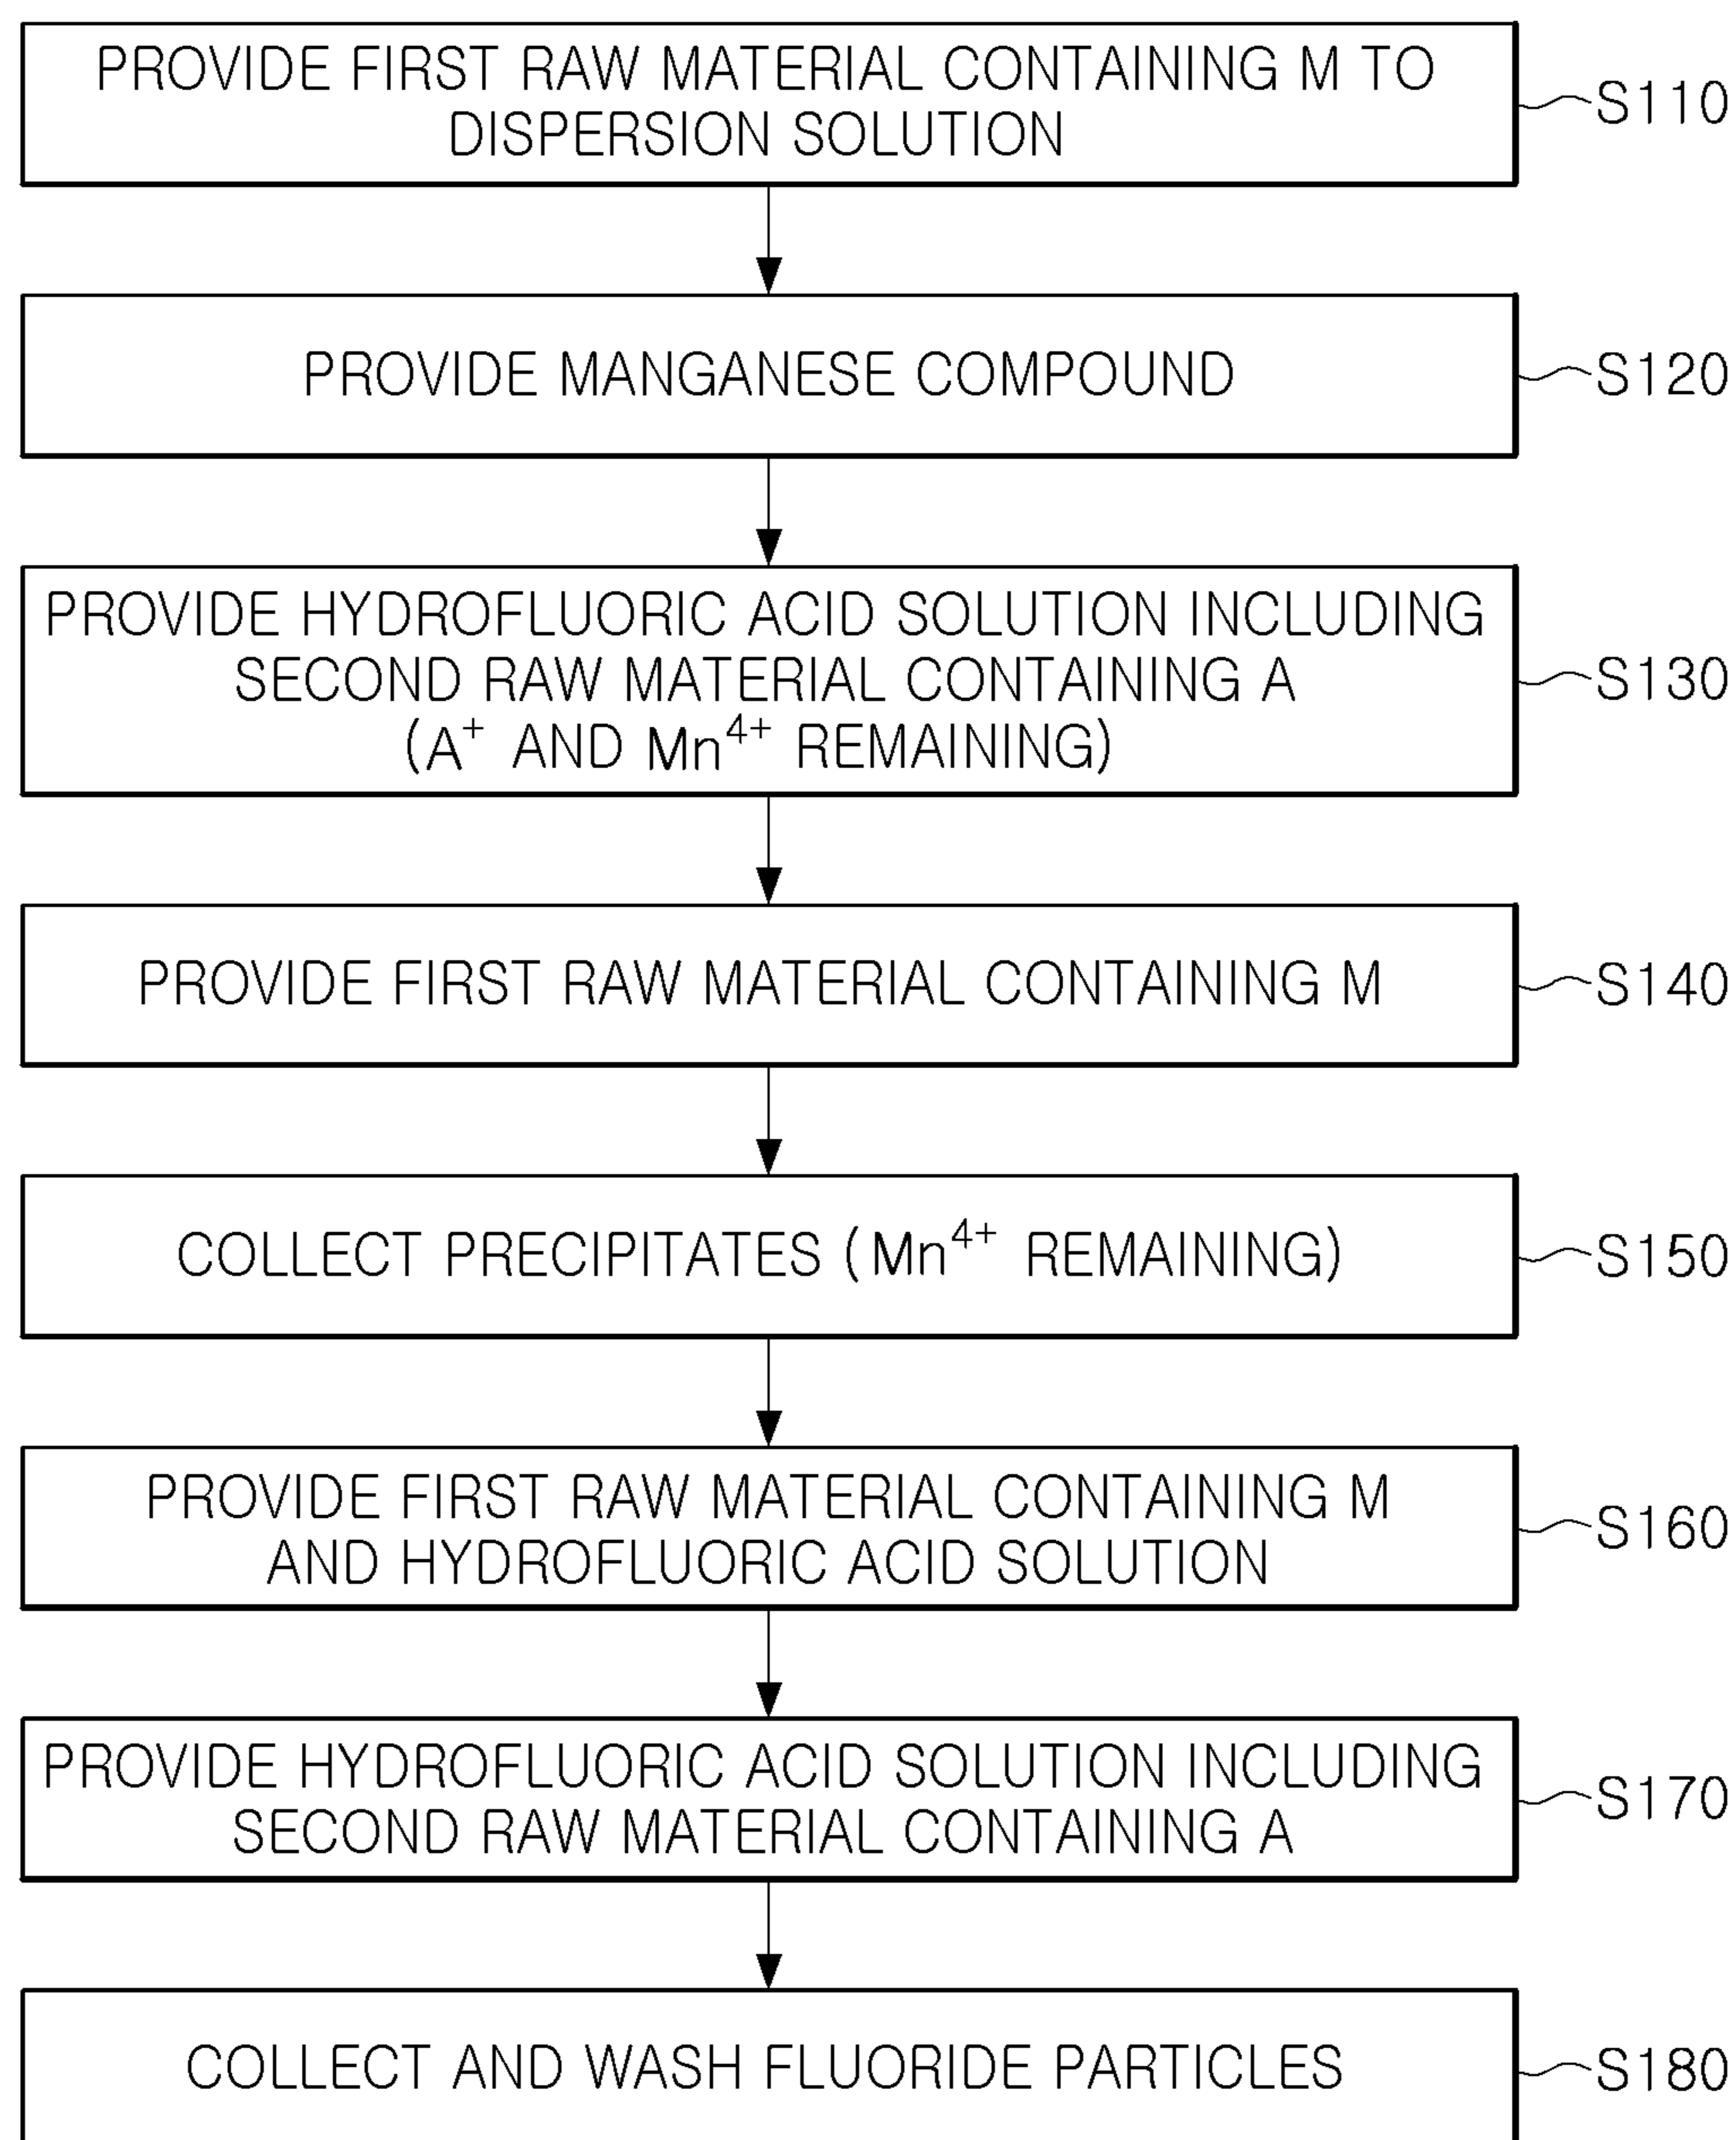 PROVIDE FIRST RAW MATERIAL CONTAINING M TO
DISPERSION SOLUTION
S110
PROVIDE MANGANESE COMPOUND
S120
PROVIDE HYDROFLUORIC ACID SOLUTION INCLUDING
SECOND RAW MATERIAL CONTAINING A
(A⁺ AND Mn⁴⁺ REMAINING)
S130
PROVIDE FIRST RAW MATERIAL CONTAINING M
S140
COLLECT PRECIPITATES (Mn⁴⁺ REMAINING)
S150
PROVIDE FIRST RAW MATERIAL CONTAINING M
AND HYDROFLUORIC ACID SOLUTION
S160
PROVIDE HYDROFLUORIC ACID SOLUTION INCLUDING
SECOND RAW MATERIAL CONTAINING A
S170
COLLECT AND WASH FLUORIDE PARTICLES
S180